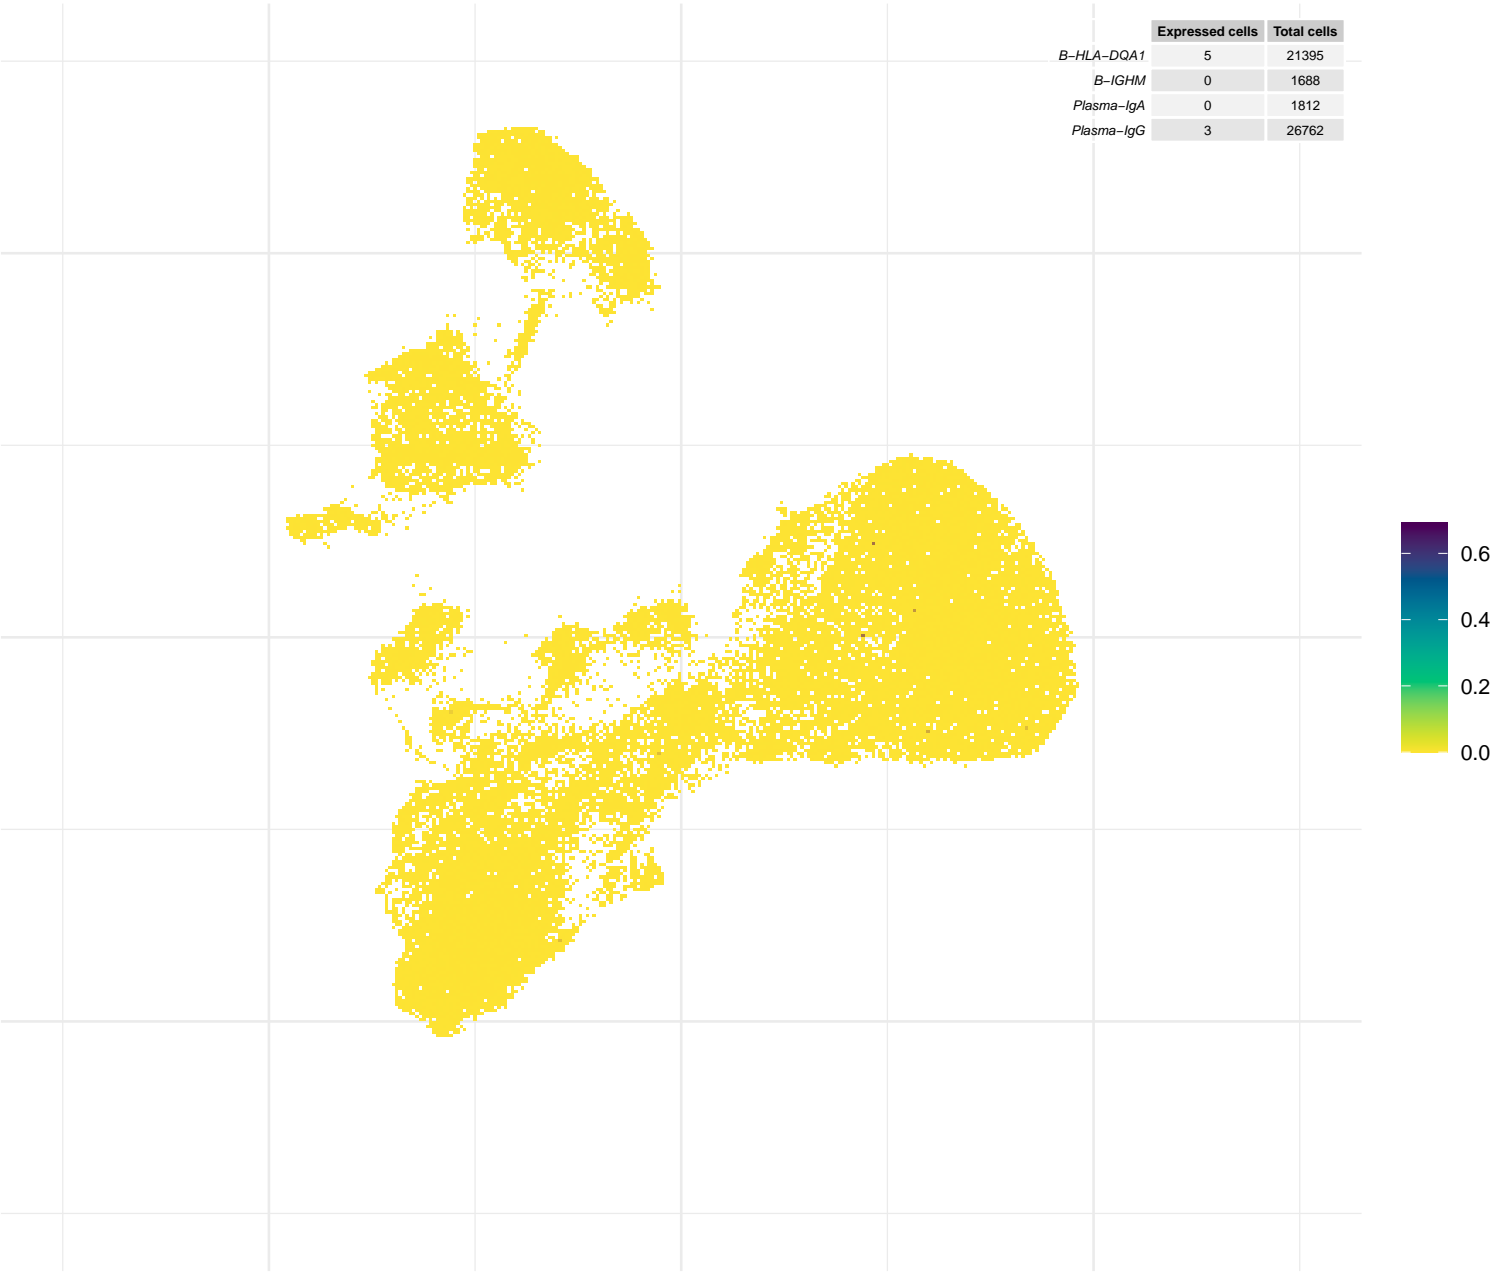 Expressed cells Total cells
B−HLA−DQA1 5 21395
B−IGHM 0 1688
Plasma−IgA 0 1812
Plasma−IgG 3 26762
0.6
0.4
0.2
0.0